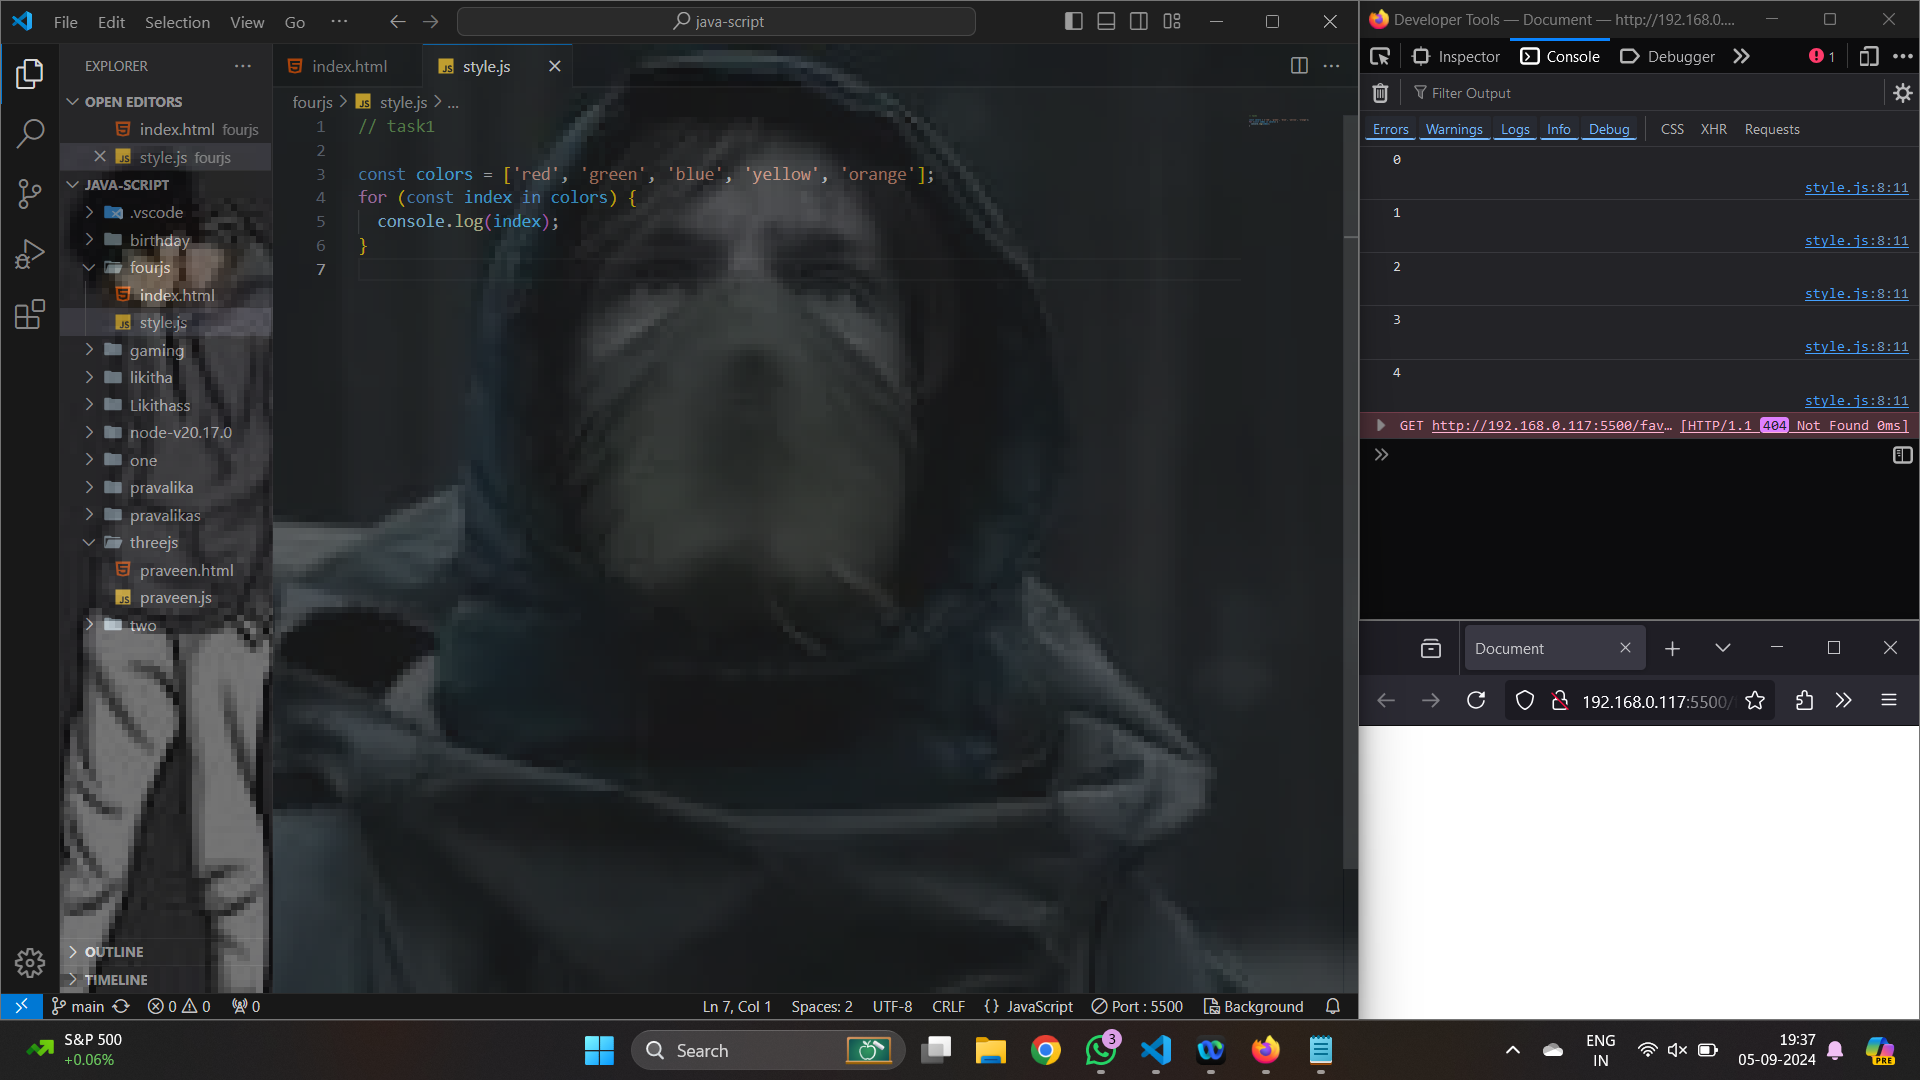 File Edit Selection View Go ··· java-script
EXPLORER ···
OPEN EDITORS
index.html fourjs
style.js fourjs
JAVA-SCRIPT
.vscode
birthday
fourjs
index.html
style.js
gaming
likitha
Likithass
node-v20.17.0
one
pravalika
pravalikas
threejs
praveen.html
praveen.js
two
OUTLINE
TIMELINE
index.html style.js
fourjs > style.js > ...
1 // task1
2
3 const colors = ['red', 'green', 'blue', 'yellow', 'orange'];
4 for (const index in colors) {
5 console.log(index);
6 }
7
main 0 0 0 Ln 7, Col 1 Spaces: 2 UTF-8 CRLF {} JavaScript Port : 5500 Background
Developer Tools — Document — http://192.168.0....
Inspector Console Debugger 1
Filter Output
Errors Warnings Logs Info Debug CSS XHR Requests
0
style.js:8:11
1
style.js:8:11
2
style.js:8:11
3
style.js:8:11
4
style.js:8:11
GET http://192.168.0.117:5500/fav… [HTTP/1.1 404 Not Found 0ms]
Document
192.168.0.117:5500/
S&P 500
+0.06%
Search
3
ENG
IN
19:37
05-09-2024
PRE